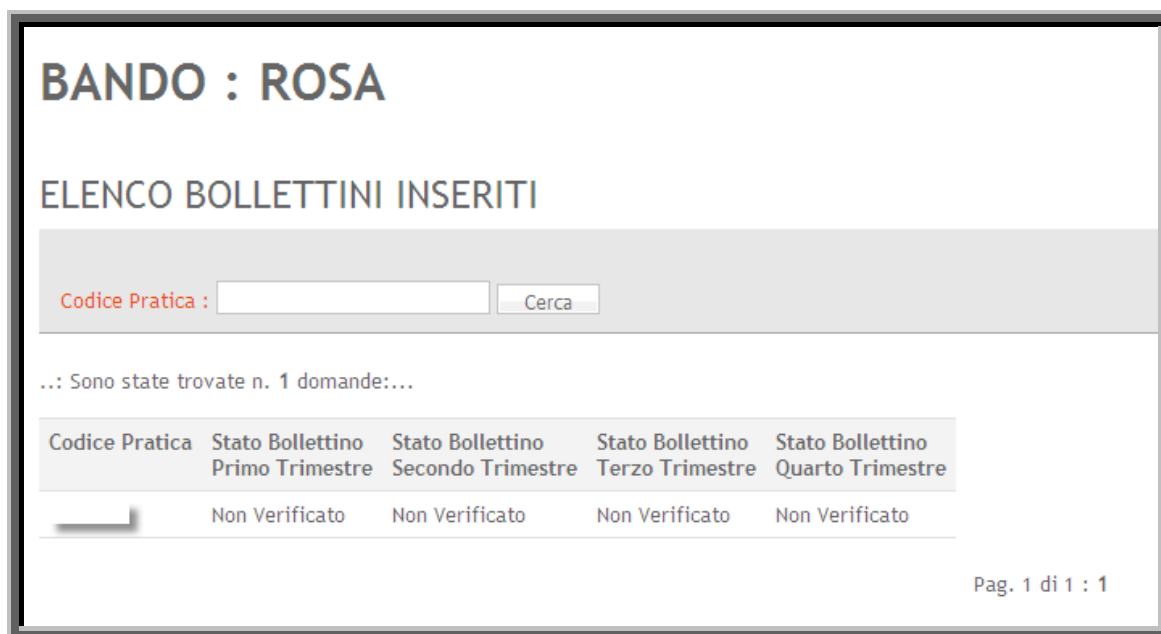 BANDO : ROSA
ELENCO BOLLETTINI INSERITI
Codice Pratica : Cerca
..: Sono state trovate n. 1 domande:...
Codice Pratica Stato Bollettino Primo Trimestre Stato Bollettino Secondo Trimestre Stato Bollettino Terzo Trimestre Stato Bollettino Quarto Trimestre
Non Verificato Non Verificato Non Verificato Non Verificato
Pag. 1 di 1 : 1